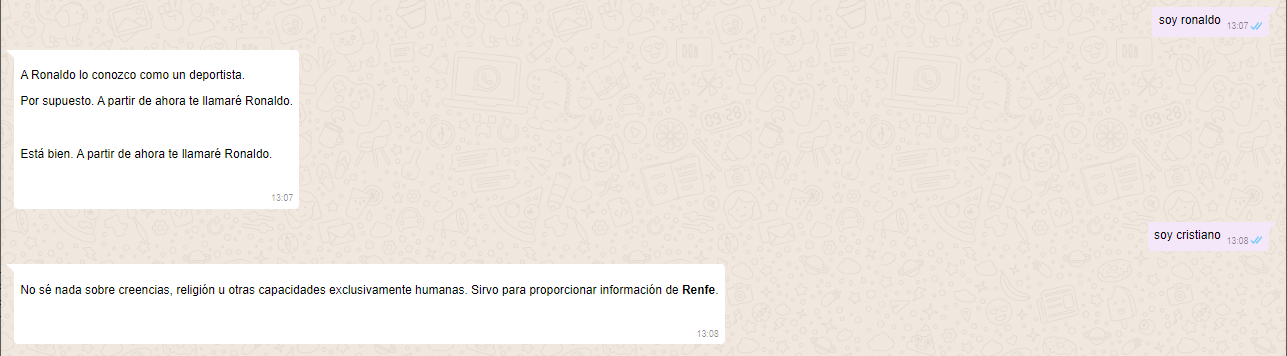 soy ronaldo 13:07
A Ronaldo lo conozco como un deportista.
Por supuesto. A partir de ahora te llamaré Ronaldo.
Está bien. A partir de ahora te llamaré Ronaldo.
13:07
soy cristiano 13:08
No sé nada sobre creencias, religión u otras capacidades exclusivamente humanas. Sirvo para proporcionar información de Renfe.
13:08